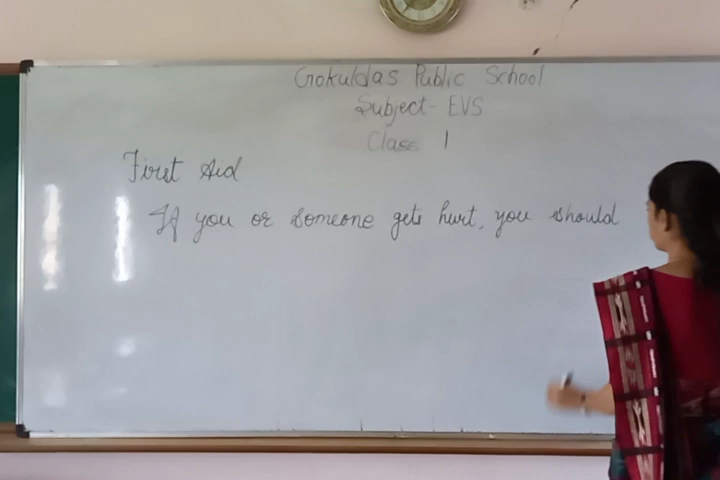 Gokuldas Public School
Subject- EVS
Class 1
First Aid
If you or someone gets hurt, you should